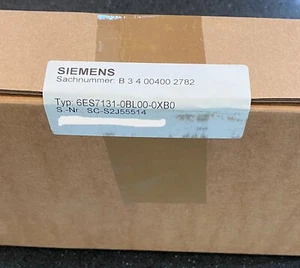 SIEMENS
Sachnummer: B 3 4 00400 2782
Typ: 6ES7131-0BL00-0XB0
S.-Nr : SC-S2J55514